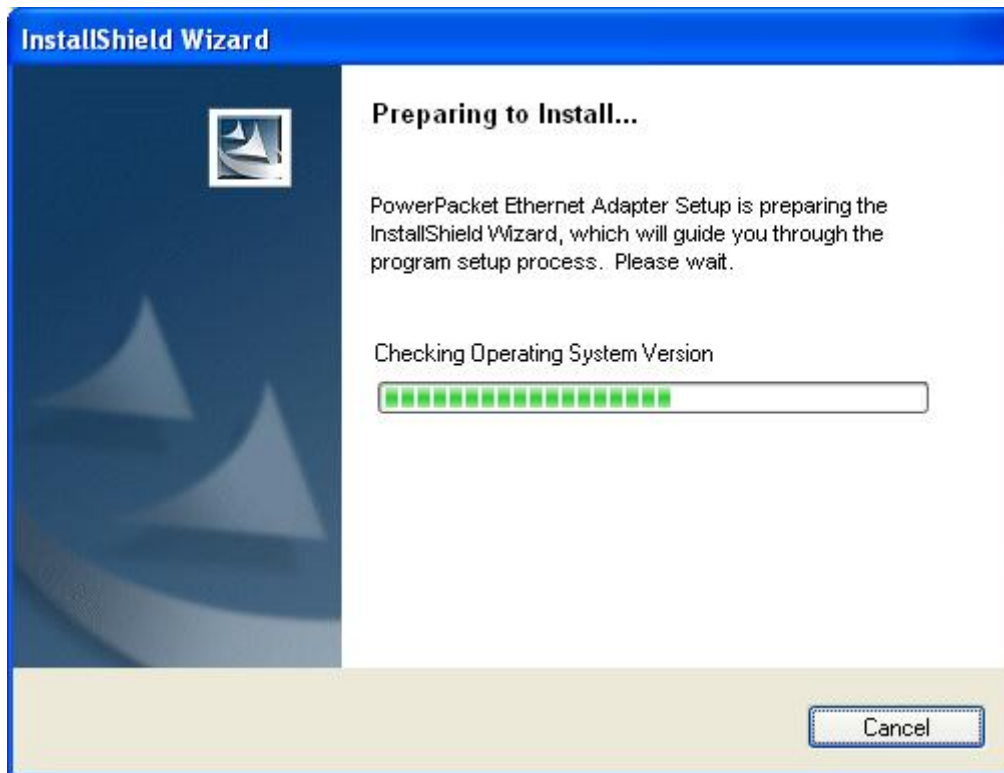 InstallShield Wizard
Preparing to Install...
PowerPacket Ethernet Adapter Setup is preparing the
InstallShield Wizard, which will guide you through the
program setup process.  Please wait.
Checking Operating System Version
Cancel